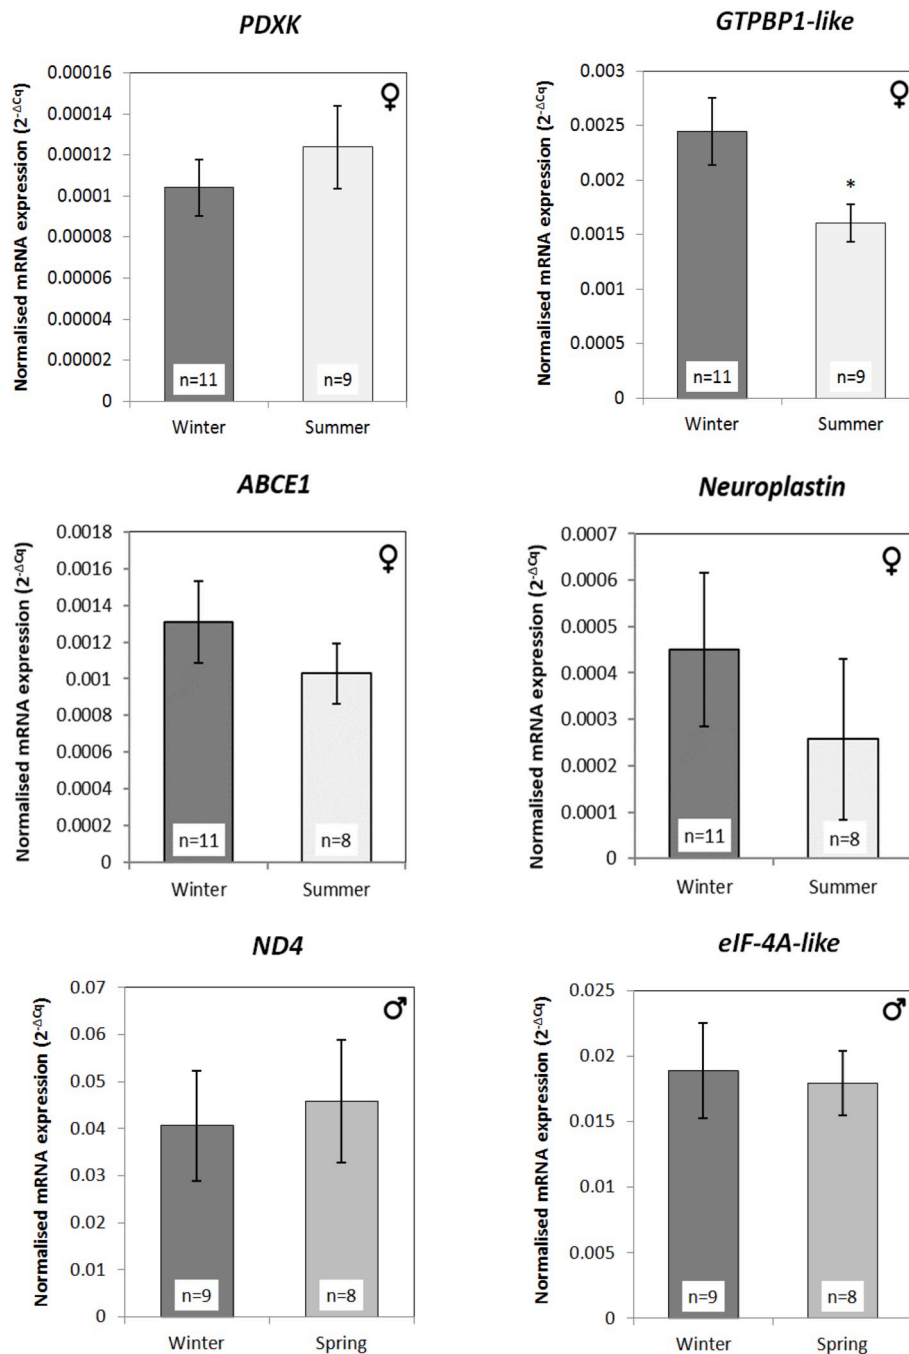 PDXK
Normalised mRNA expression (2^-ΔCq)
0.00016
0.00014
0.00012
0.0001
0.00008
0.00006
0.00004
0.00002
0
♀
n=11
n=9
Winter
Summer
GTPBP1-like
Normalised mRNA expression (2^-ΔCq)
0.003
0.0025
0.002
0.0015
0.001
0.0005
0
♀
*
n=11
n=9
Winter
Summer
ABCE1
Normalised mRNA expression (2^-ΔCq)
0.0018
0.0016
0.0014
0.0012
0.001
0.0008
0.0006
0.0004
0.0002
0
♀
n=11
n=8
Winter
Summer
Neuroplastin
Normalised mRNA expression (2^-ΔCq)
0.0007
0.0006
0.0005
0.0004
0.0003
0.0002
0.0001
0
♀
n=11
n=8
Winter
Summer
ND4
Normalised mRNA expression (2^-ΔCq)
0.07
0.06
0.05
0.04
0.03
0.02
0.01
0
♂
n=9
n=8
Winter
Spring
eIF-4A-like
Normalised mRNA expression (2^-ΔCq)
0.025
0.02
0.015
0.01
0.005
0
♂
n=9
n=8
Winter
Spring